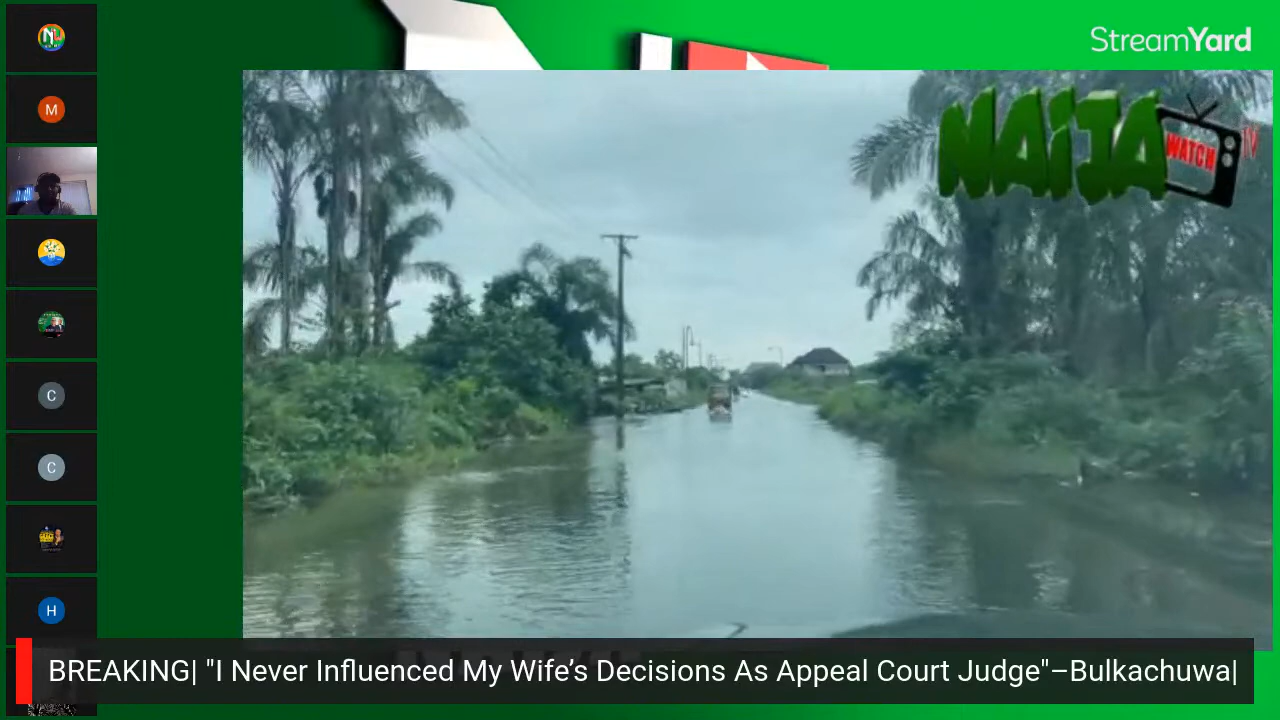 StreamYard
NAIJA
WATCH
TV
M
C
C
H
BREAKING| "I Never Influenced My Wife’s Decisions As Appeal Court Judge"–Bulkachuwa|